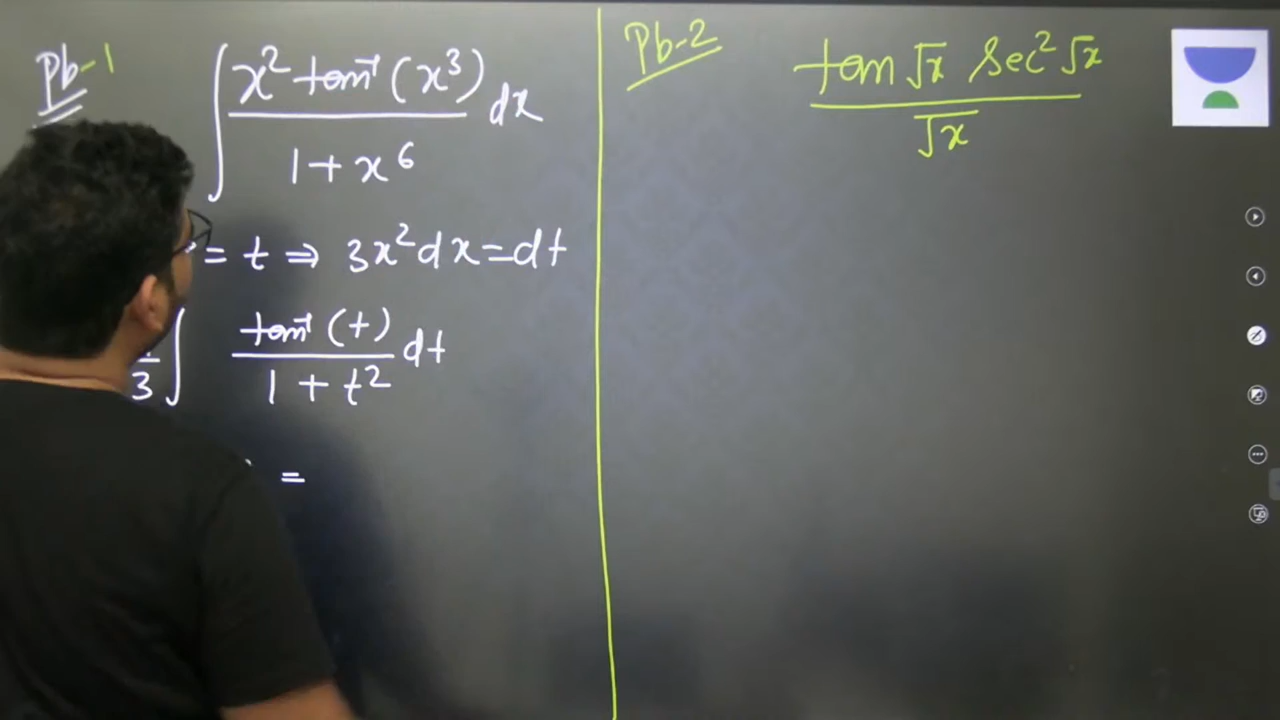 Pb-1
∫ x² tan⁻¹ (x³) / 1 + x⁶ dx
= t ⇒ 3x² dx = dt
3 ∫ tan⁻¹ (t) / 1 + t² dt
=
Pb-2
tan √x sec² √x / √x